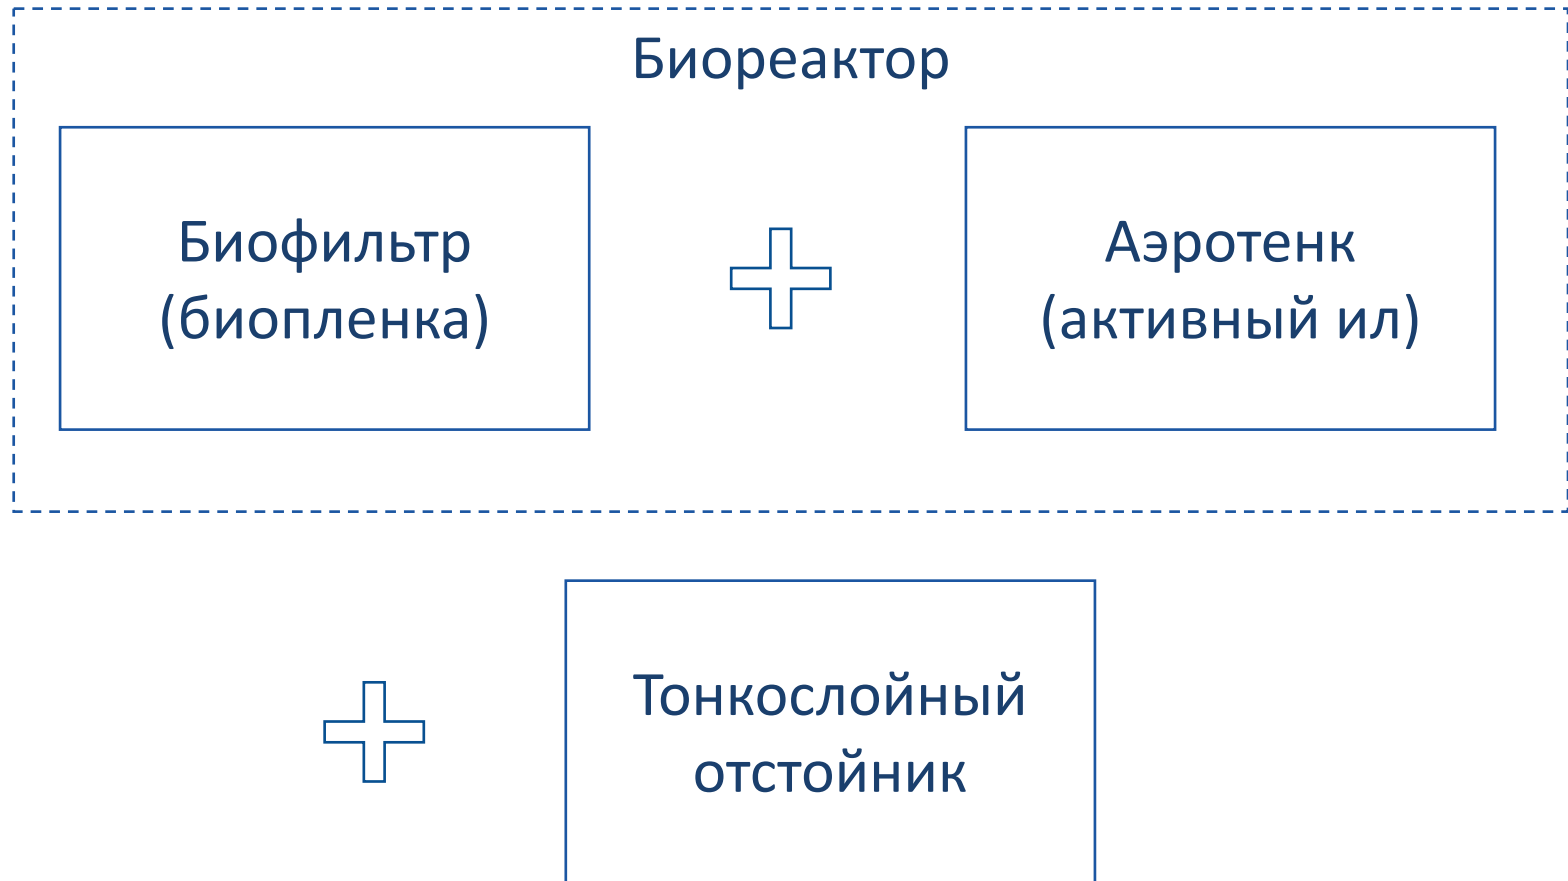 Биореактор
Биофильтр
(биопленка)
Аэротенк
(активный ил)
Тонкослойный
отстойник